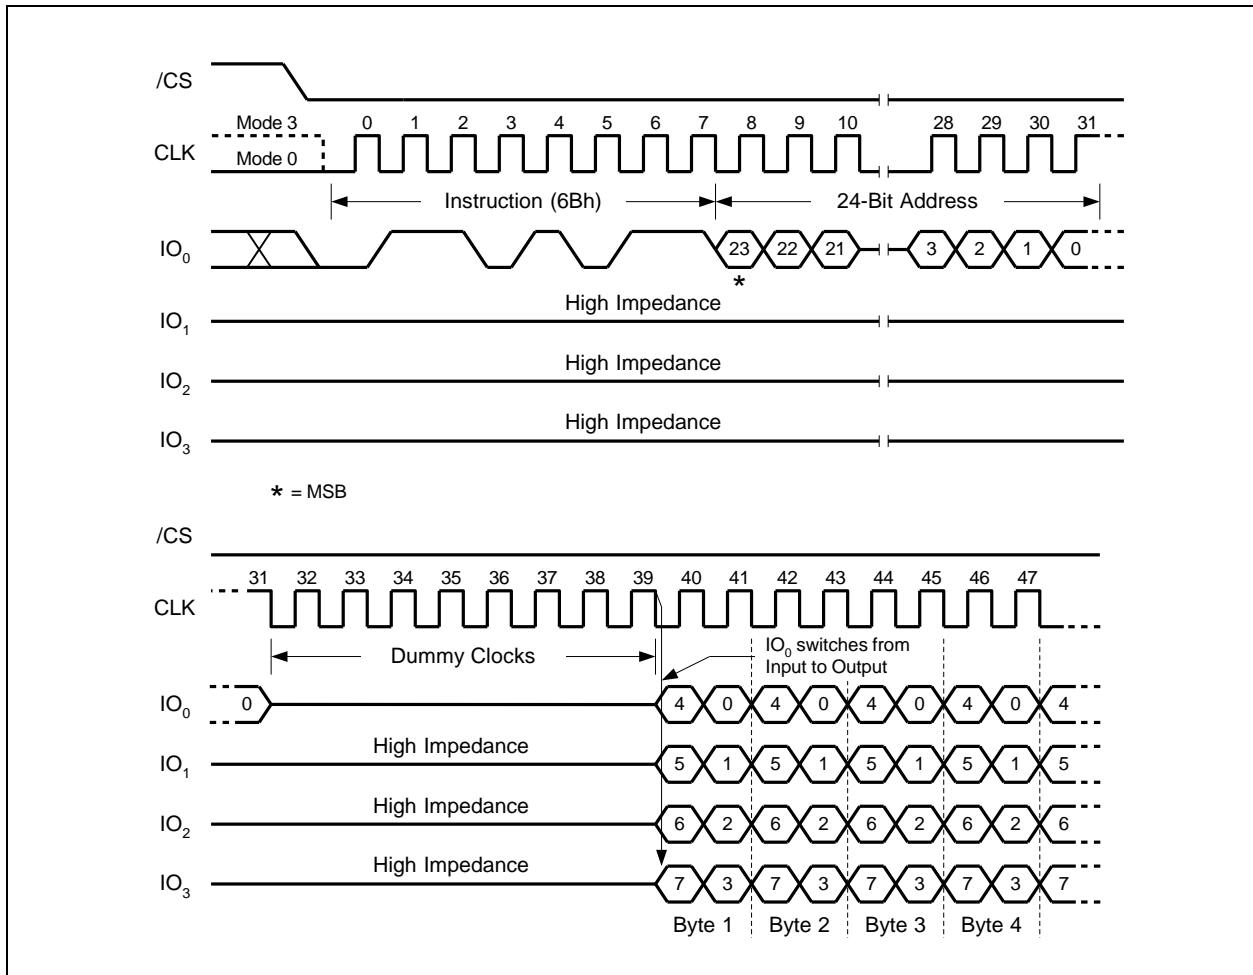 /CS
Mode 3
0 1 2 3 4 5 6 7 8 9 10 28 29 30 31
CLK
Mode 0
Instruction (6Bh) 24-Bit Address
IO0 23 22 21 3 2 1 0
*
High Impedance
IO1
High Impedance
IO2
High Impedance
IO3
* = MSB
/CS
31 32 33 34 35 36 37 38 39 40 41 42 43 44 45 46 47
CLK
Dummy Clocks
IO0 switches from
Input to Output
IO0 0 4 0 4 0 4 0 4 0 4
High Impedance
IO1 5 1 5 1 5 1 5 1 5
High Impedance
IO2 6 2 6 2 6 2 6 2 6
High Impedance
IO3 7 3 7 3 7 3 7 3 7
Byte 1 Byte 2 Byte 3 Byte 4